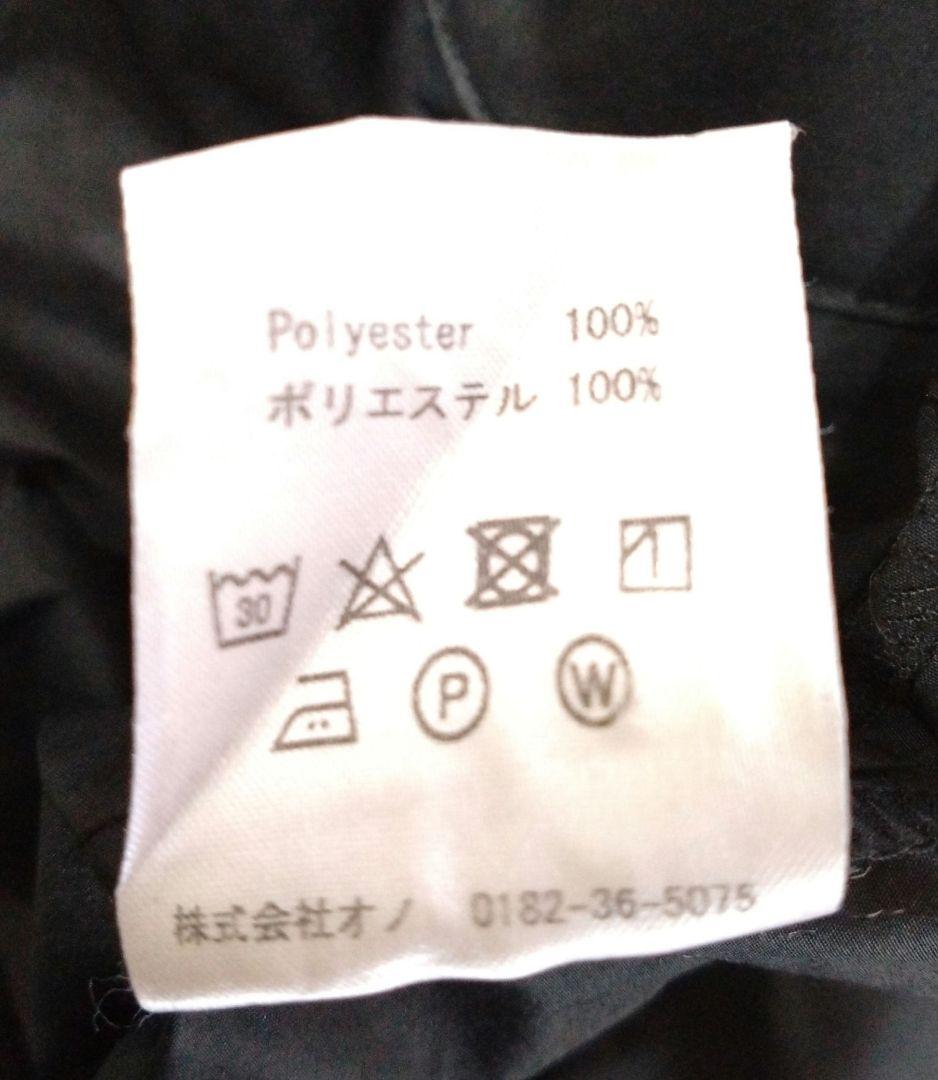 Polyester 100%
ポリエステル 100%
30
P W
株式会社オノ 0182-36-5075